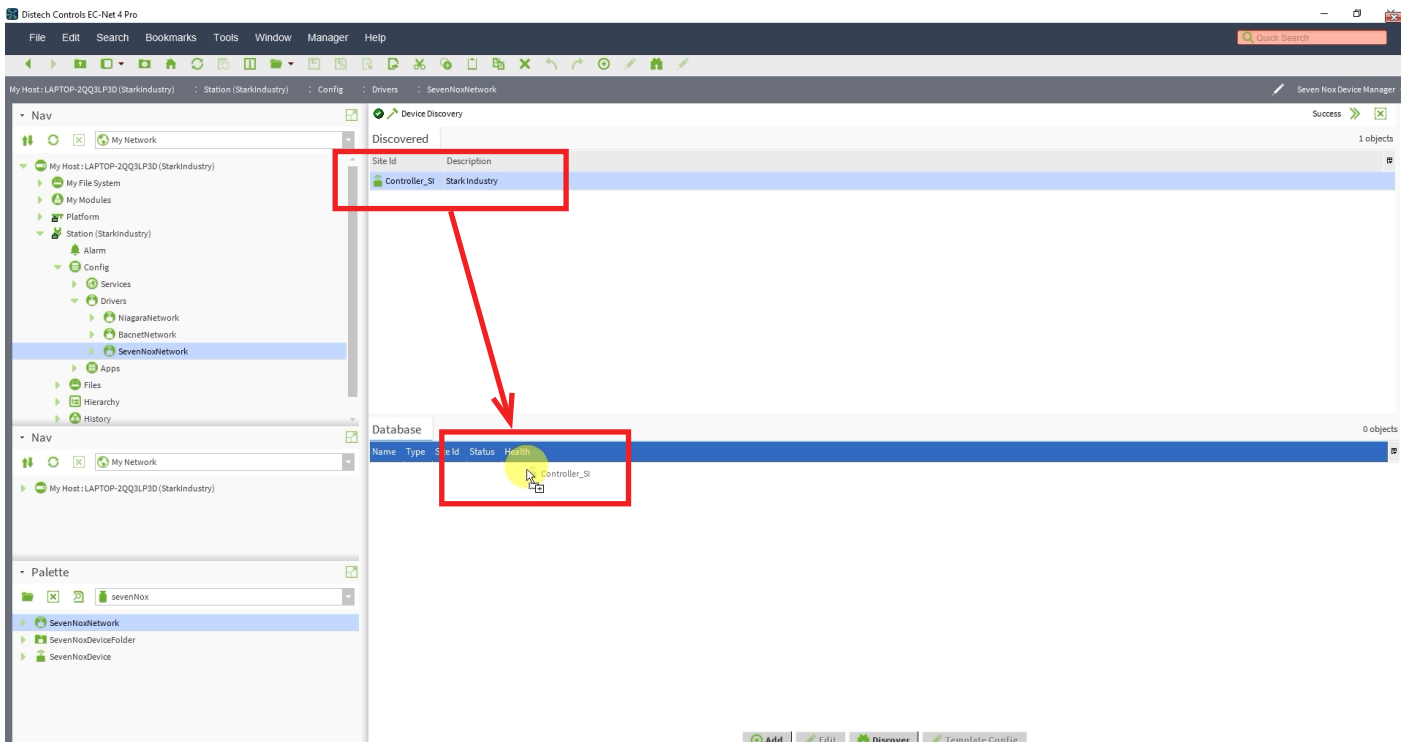 Distech Controls EC-Net 4 Pro
File Edit Search Bookmarks Tools Window Manager Help
Quick Search
My Host : LAPTOP-2QQ3LP3D (StarkIndustry) : Station (StarkIndustry) : Config : Drivers : SevenNoxNetwork
Seven Nox Device Manager
Nav
My Network
My Host : LAPTOP-2QQ3LP3D (StarkIndustry)
My File System
My Modules
Platform
Station (StarkIndustry)
Alarm
Config
Services
Drivers
NiagaraNetwork
BacnetNetwork
SevenNoxNetwork
Apps
Files
Hierarchy
History
Nav
My Network
My Host : LAPTOP-2QQ3LP3D (StarkIndustry)
Palette
sevenNox
SevenNoxNetwork
SevenNoxDeviceFolder
SevenNoxDevice
Device Discovery
Success
Discovered
1 objects
Site Id Description
Controller_SI Stark Industry
Database
0 objects
Name Type Site Id Status Health
Controller_SI
Add Edit Discover Template Config